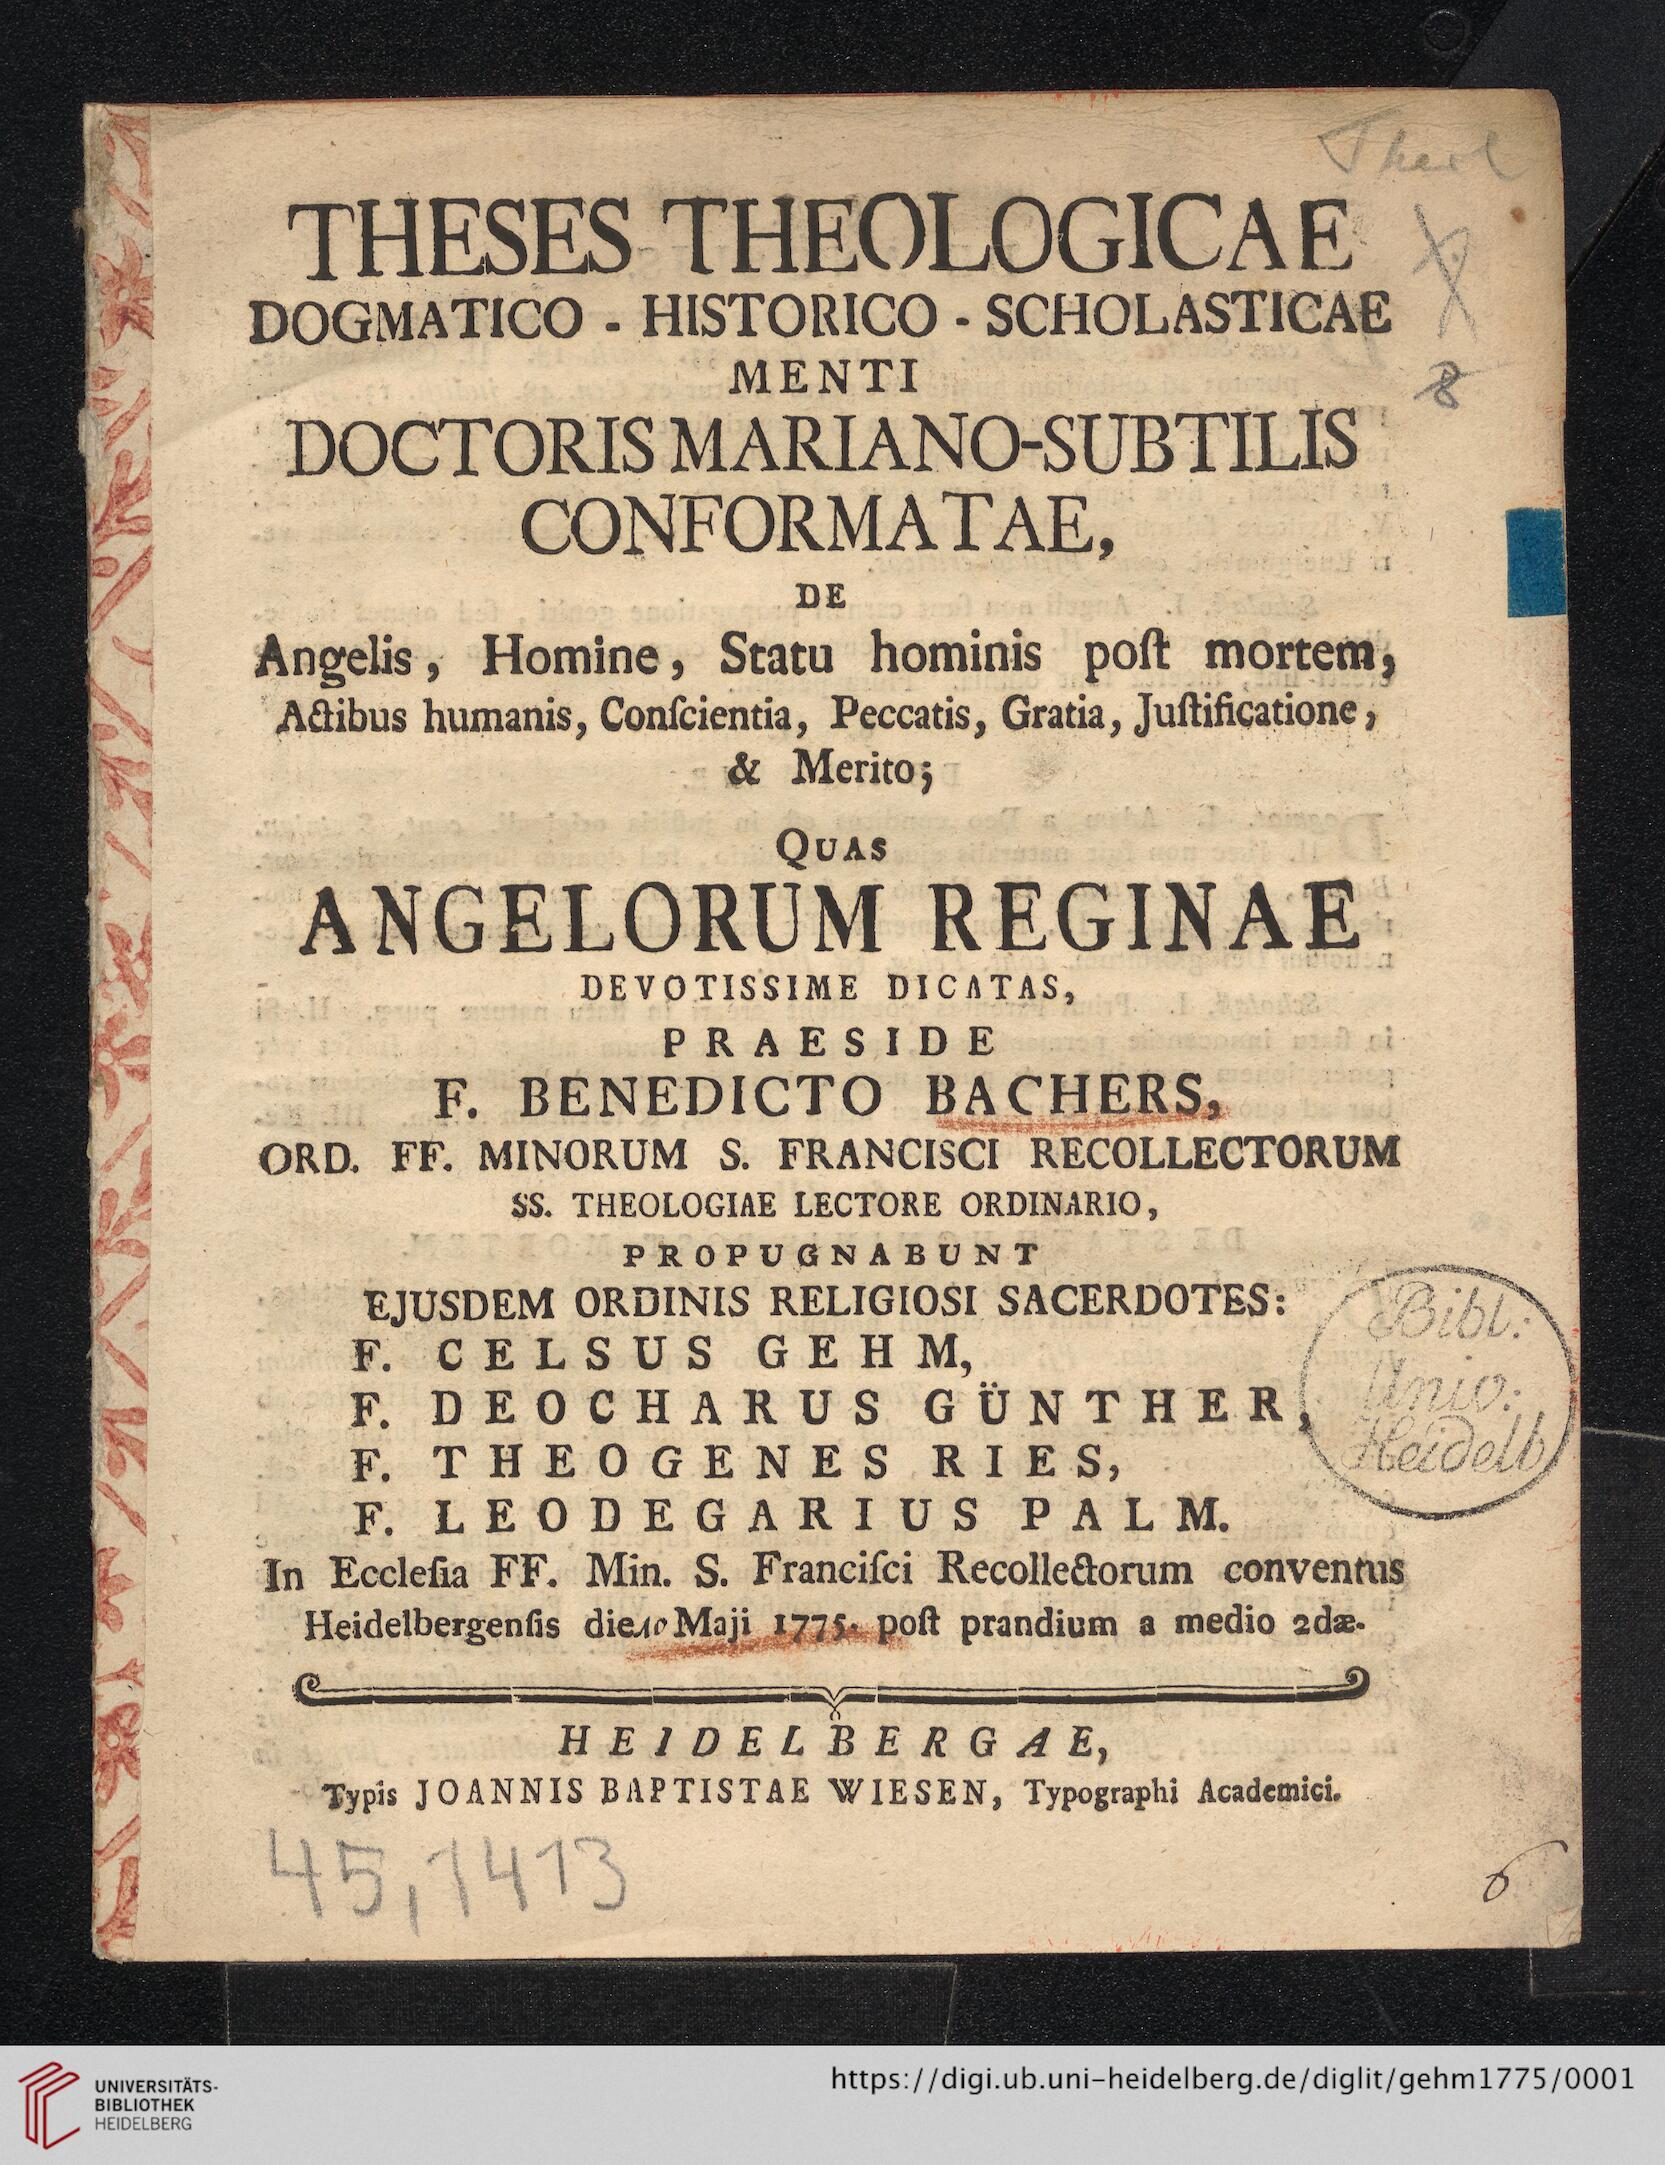 Theol
THESES THEOLOGICAE
DOGMATICO - HISTORICO - SCHOLASTICAE
MENTI
8
DOCTORIS MARIANO-SUBTILIS
CONFORMATAE,
DE
Angelis, Homine, Statu hominis poſt mortem,
Actibus humanis, Conſcientia, Peccatis, Gratia, Juſtificatione,
& Merito;
QUAS
ANGELORUM REGINAE
DEVOTISSIME DICATAS,
PRAESIDE
F. BENEDICTO BACHERS,
ORD. FF. MINORUM S. FRANCISCI RECOLLECTORUM
SS. THEOLOGIAE LECTORE ORDINARIO,
PROPUGNABUNT
EJUSDEM ORDINIS RELIGIOSI SACERDOTES:
F. CELSUS GEHM,
F. DEOCHARUS GÜNTHER,
F. THEOGENES RIES,
F. LEODEGARIUS PALM.
Bibl:
Univ:
Heidelb
In Eccleſia FF. Min. S. Franciſci Recollectorum conventus
Heidelbergenſis die 10 Maji 1775. poſt prandium a medio 2dæ.
HEIDELBERGAE,
Typis JOANNIS BAPTISTAE WIESEN, Typographi Academici.
45,1413
6
UNIVERSITÄTS-
BIBLIOTHEK
HEIDELBERG
https://digi.ub.uni-heidelberg.de/diglit/gehm1775/0001